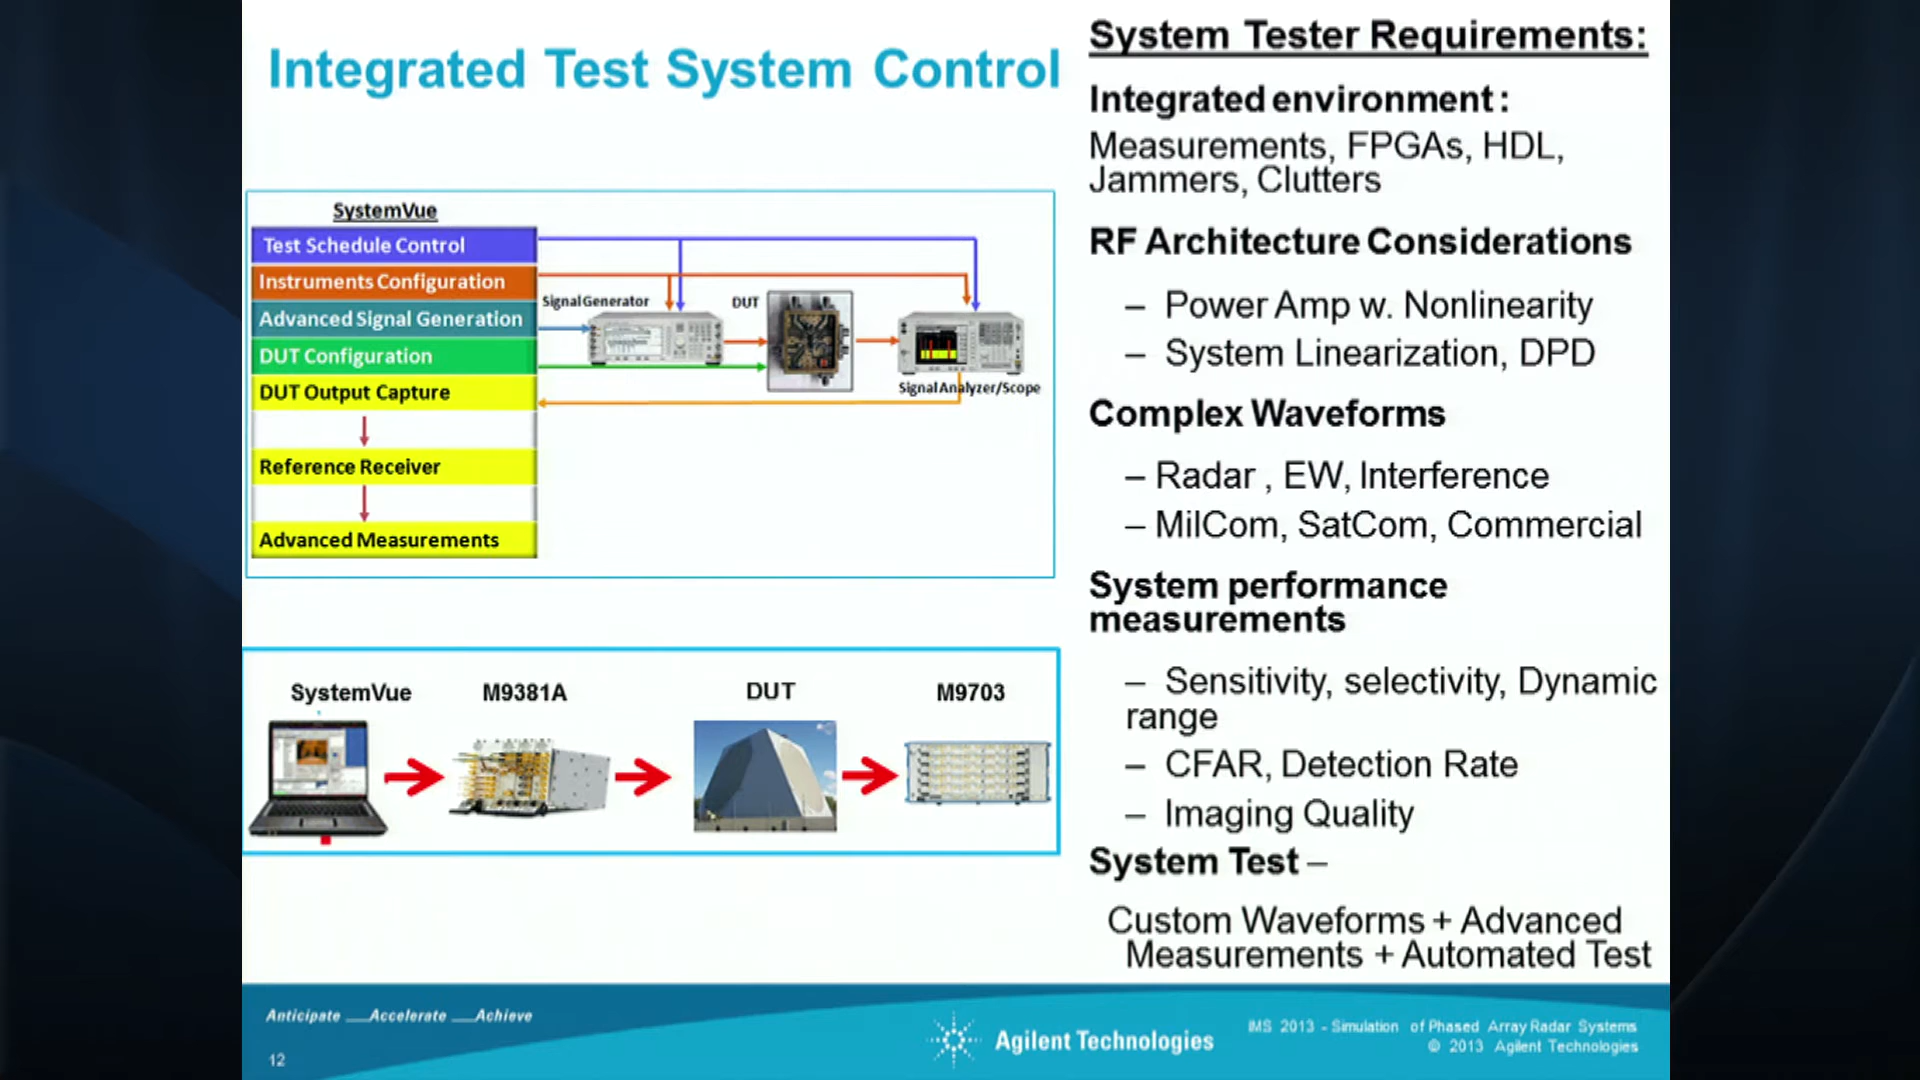 Integrated Test System Control
SystemVue
Test Schedule Control
Instruments Configuration
Advanced Signal Generation
DUT Configuration
DUT Output Capture
Reference Receiver
Advanced Measurements
Signal Generator
DUT
Signal Analyzer/Scope
SystemVue
M9381A
DUT
M9703
System Tester Requirements:
Integrated environment :
Measurements, FPGAs, HDL,
Jammers, Clutters
RF Architecture Considerations
– Power Amp w. Nonlinearity
– System Linearization, DPD
Complex Waveforms
– Radar , EW, Interference
– MilCom, SatCom, Commercial
System performance
measurements
– Sensitivity, selectivity, Dynamic
range
– CFAR, Detection Rate
– Imaging Quality
System Test –
Custom Waveforms + Advanced
Measurements + Automated Test
Anticipate __Accelerate __Achieve
12
Agilent Technologies
IMS 2013 - Simulation of Phased Array Radar Systems
© 2013 Agilent Technologies